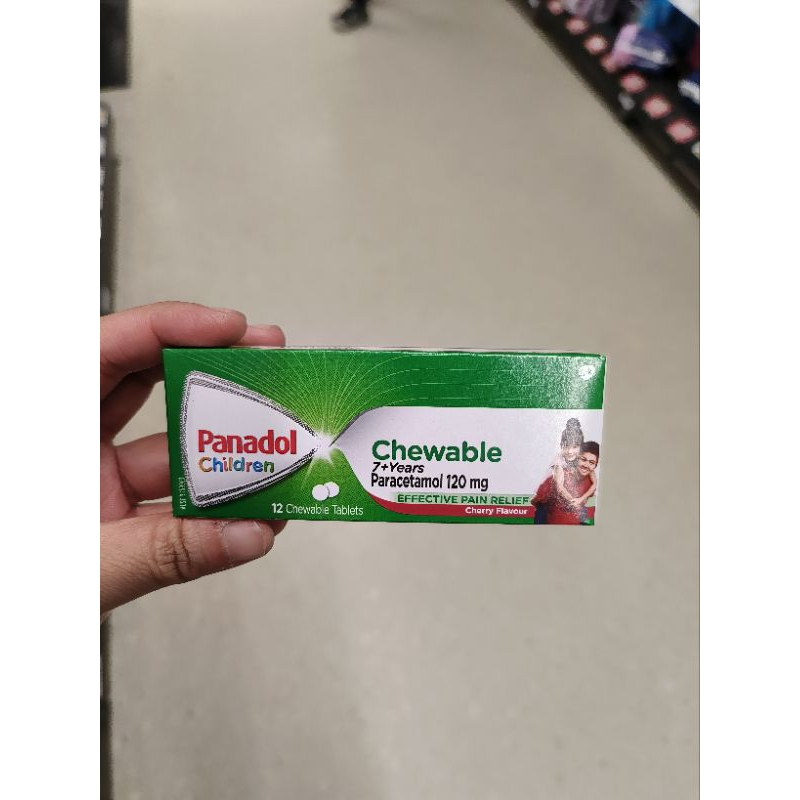 Panadol
Children
12 Chewable Tablets
Chewable
7+Years
Paracetamol 120 mg
EFFECTIVE PAIN RELIEF
Cherry Flavour